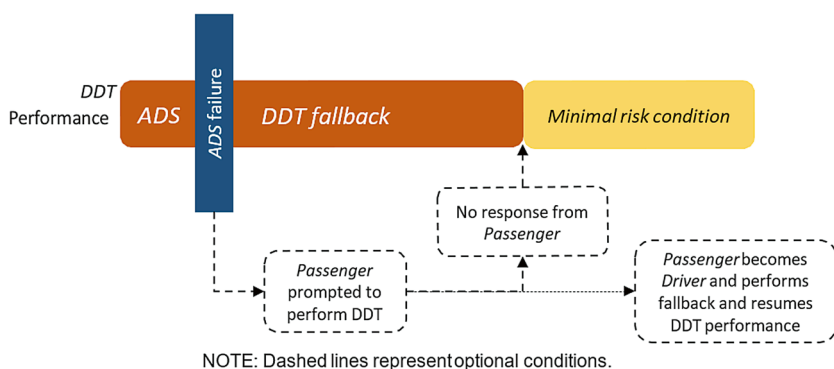 DDT
Performance
ADS
ADS failure
DDT fallback
Minimal risk condition
No response from
Passenger
Passenger
prompted to
perform DDT
Passenger becomes
Driver and performs
fallback and resumes
DDT performance
NOTE: Dashed lines represent optional conditions.